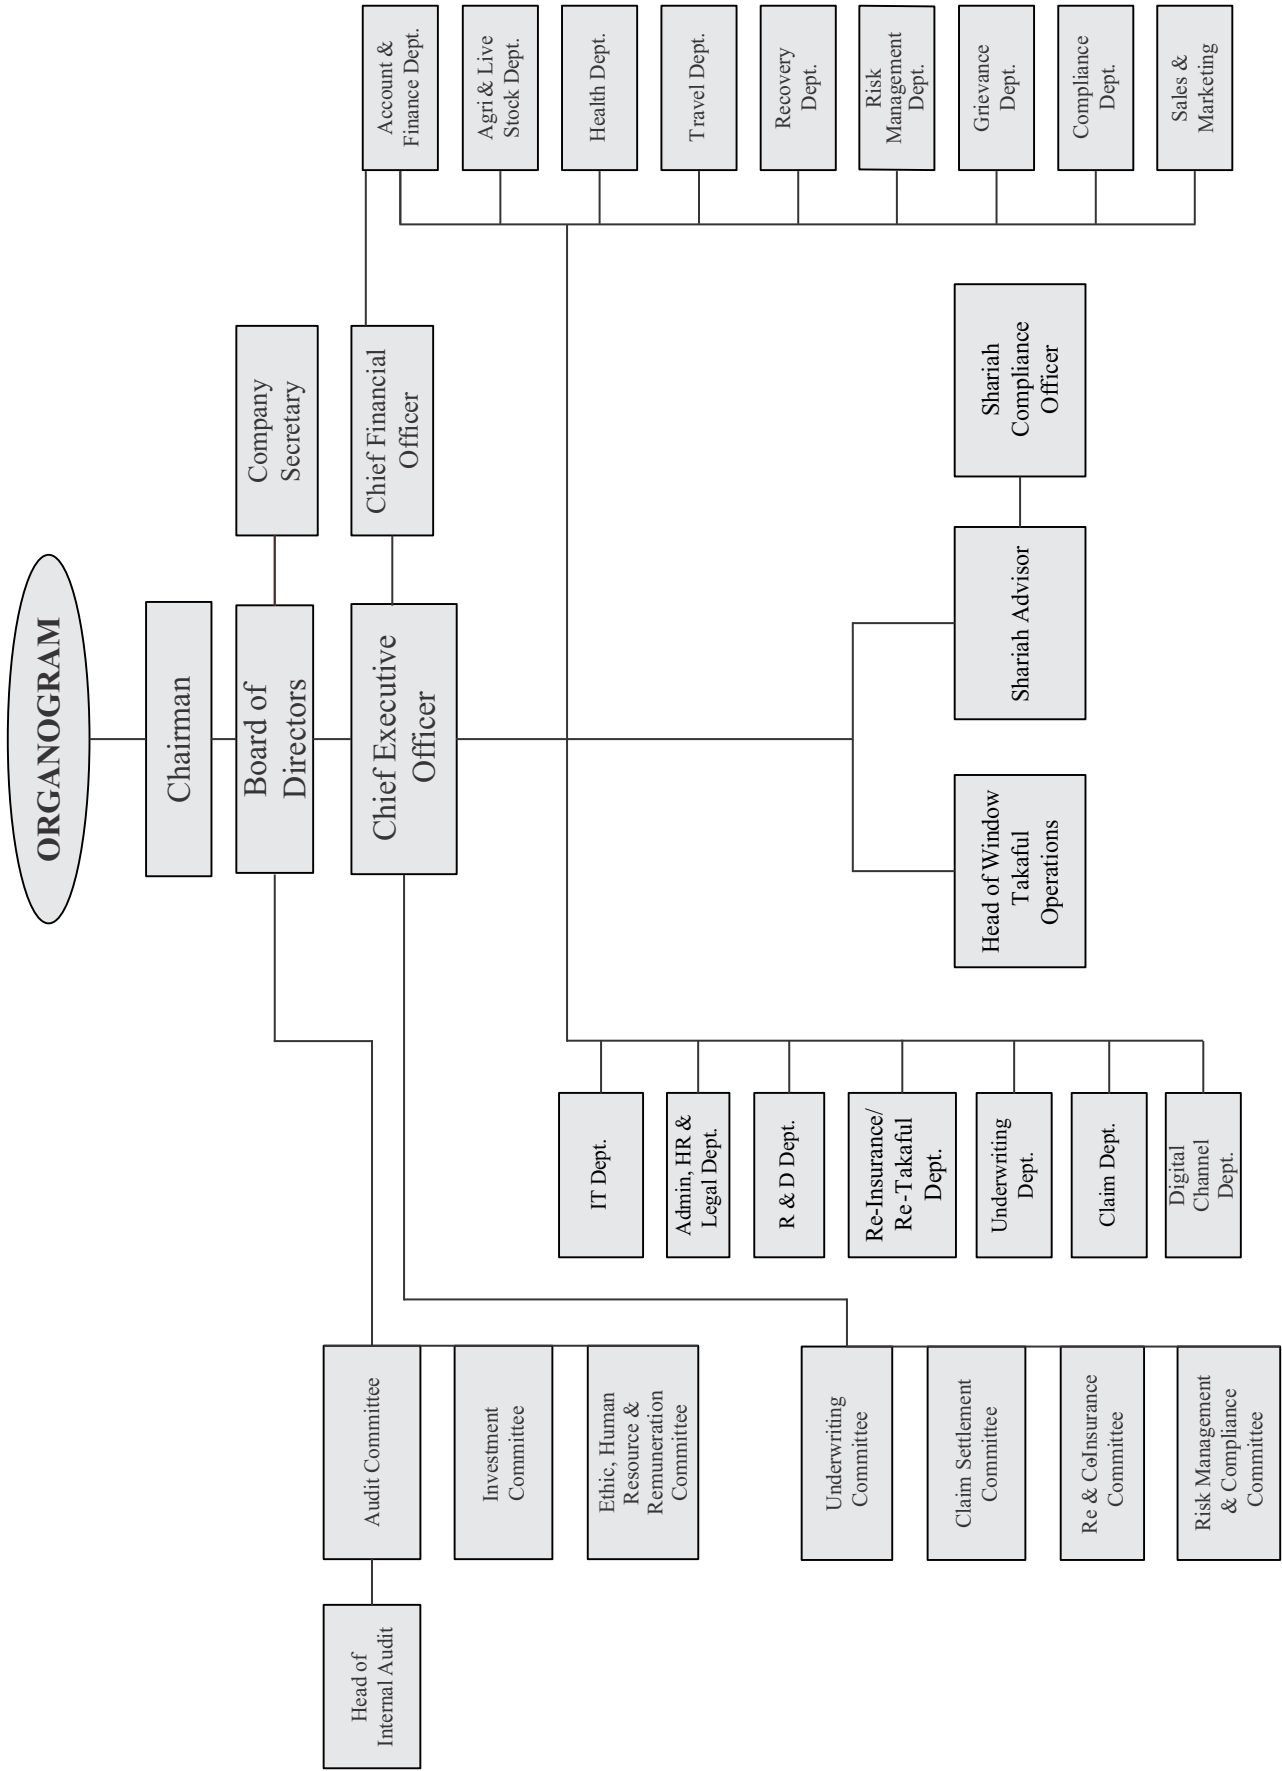 ORGANOGRAM
Chairman
Board of
Directors
Company
Secretary
Chief Executive
Officer
Chief Financial
Officer
Head of
Internal Audit
Audit Committee
Investment
Committee
Ethic, Human
Resource &
Remuneration
Committee
Underwriting
Committee
Claim Settlement
Committee
Re & CoInsurance
Committee
Risk Management
& Compliance
Committee
IT Dept.
Admin, HR &
Legal Dept.
R & D Dept.
Re-Insurance/
Re-Takaful
Dept.
Underwriting
Dept.
Claim Dept.
Digital
Channel
Dept.
Head of Window
Takaful
Operations
Shariah Advisor
Shariah
Compliance
Officer
Account &
Finance Dept.
Agri & Live
Stock Dept.
Health Dept.
Travel Dept.
Recovery
Dept.
Risk
Management
Dept.
Grievance
Dept.
Compliance
Dept.
Sales &
Marketing